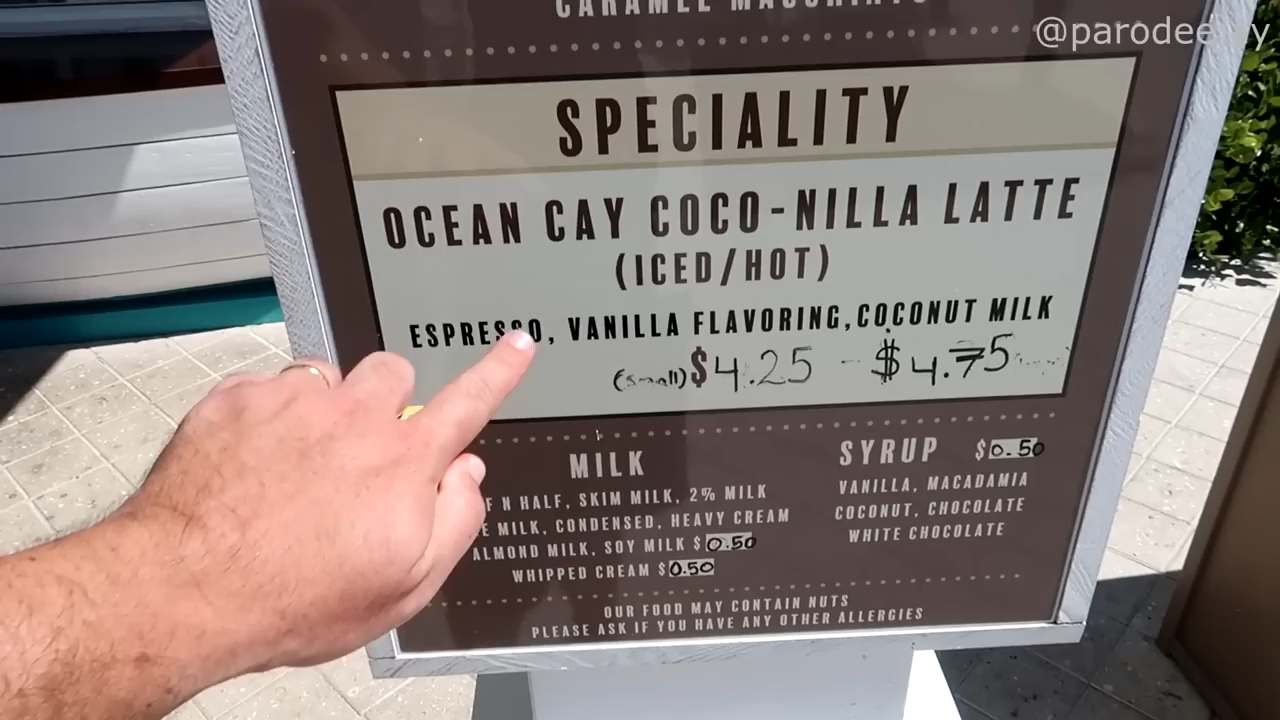 CARAMEL MACCHIATO
@parodee
SPECIALITY
OCEAN CAY COCO-NILLA LATTE
(ICED/HOT)
ESPRESSO, VANILLA FLAVORING, COCONUT MILK
(small) $4.25 - $4.75
MILK
N HALF, SKIM MILK, 2% MILK
MILK, CONDENSED, HEAVY CREAM
ALMOND MILK, SOY MILK $0.50
WHIPPED CREAM $0.50
SYRUP $0.50
VANILLA, MACADAMIA
COCONUT, CHOCOLATE
WHITE CHOCOLATE
OUR FOOD MAY CONTAIN NUTS
PLEASE ASK IF YOU HAVE ANY OTHER ALLERGIES